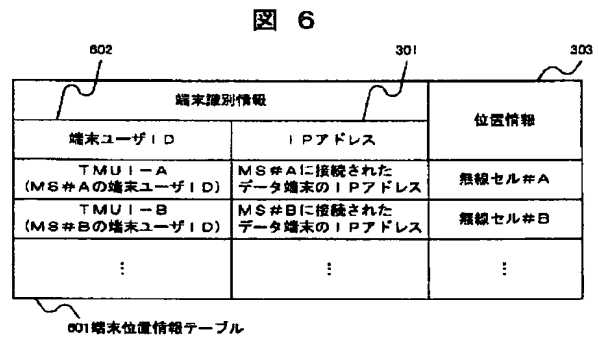 図 6
602
301
303
端末識別情報
位置情報
端末ユーザID
IPアドレス
TMUI-A
(MS#Aの端末ユーザID)
MS#Aに接続された
データ端末のIPアドレス
無線セル#A
TMUI-B
(MS#Bの端末ユーザID)
MS#Bに接続された
データ端末のIPアドレス
無線セル#B
⋮
⋮
⋮
601端末位置情報テーブル